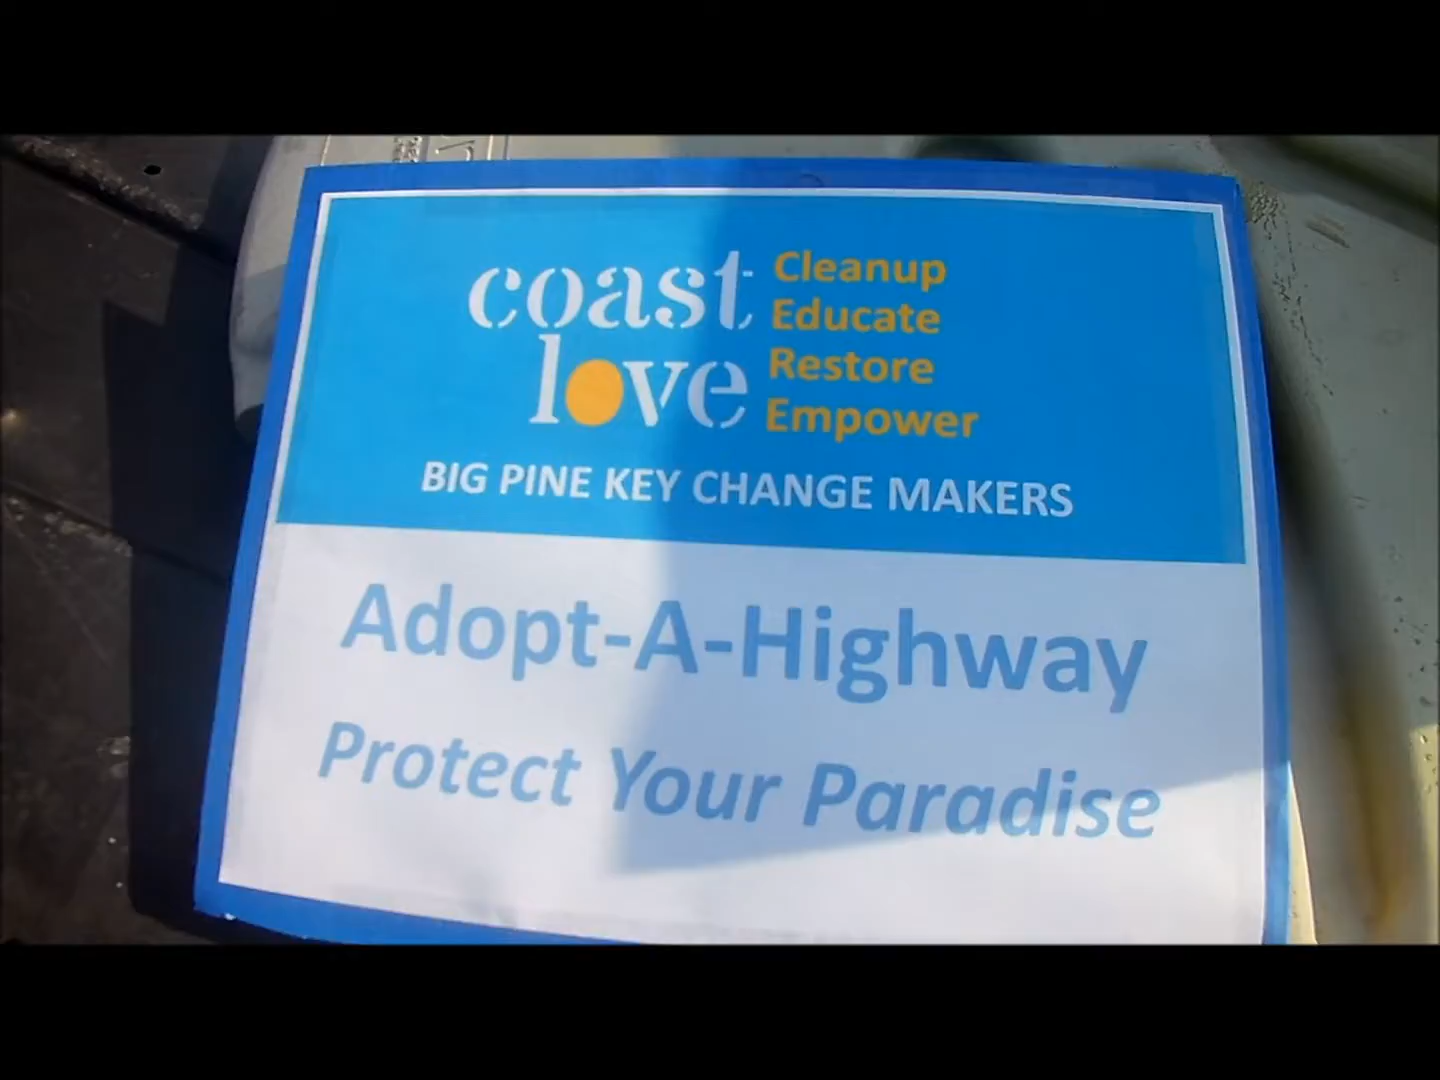 coast
love
Cleanup
Educate
Restore
Empower
BIG PINE KEY CHANGE MAKERS
Adopt-A-Highway
Protect Your Paradise